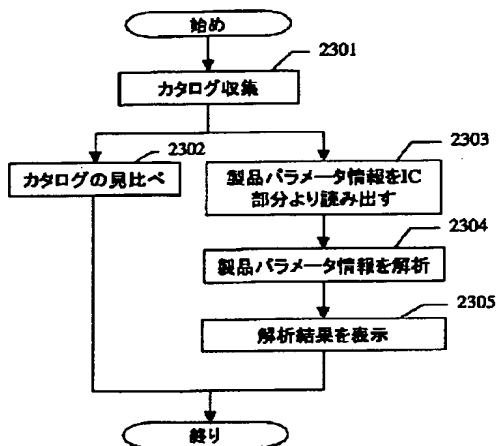 始め
2301
カタログ収集
2302
カタログの見比べ
2303
製品パラメータ情報をIC
部分より読み出す
2304
製品パラメータ情報を解析
2305
解析結果を表示
終り